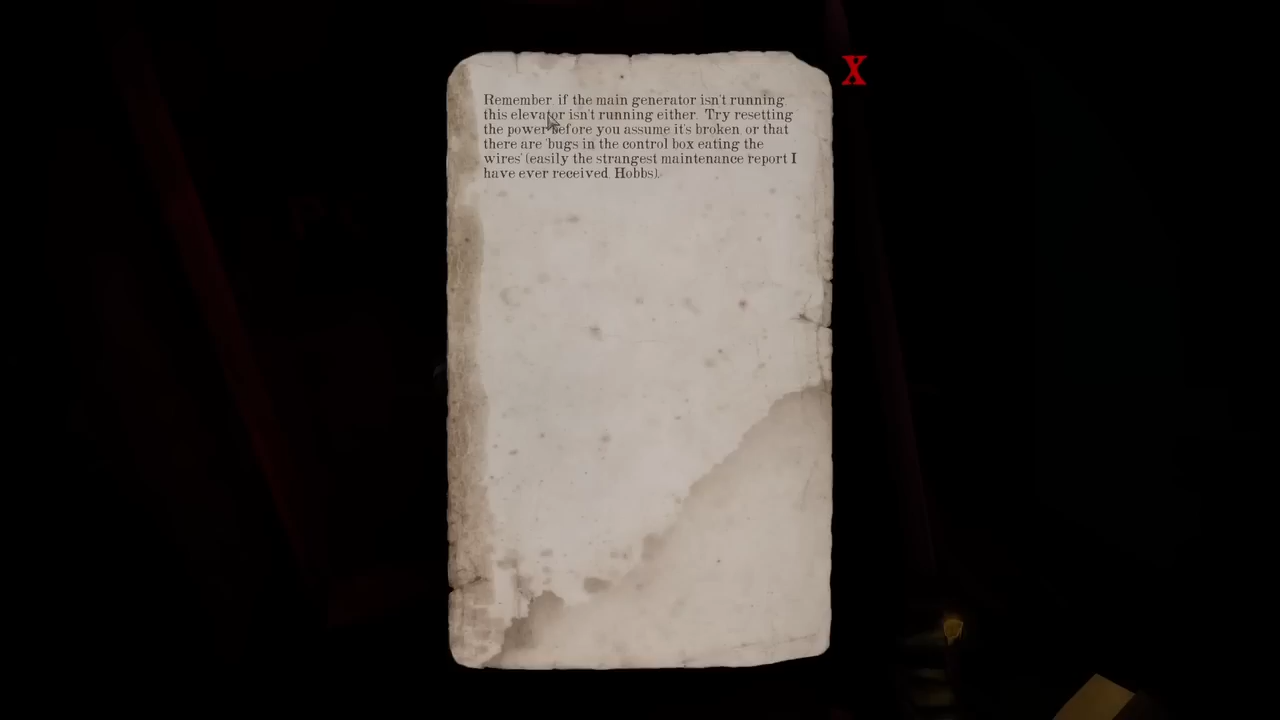 Remember if the main generator isn't running
this elevator isn't running either. Try resetting
the power before you assume it's broken or that
there are 'bugs in the control box eating the
wires' (easily the strangest maintenance report I
have ever received Hobbs).
X